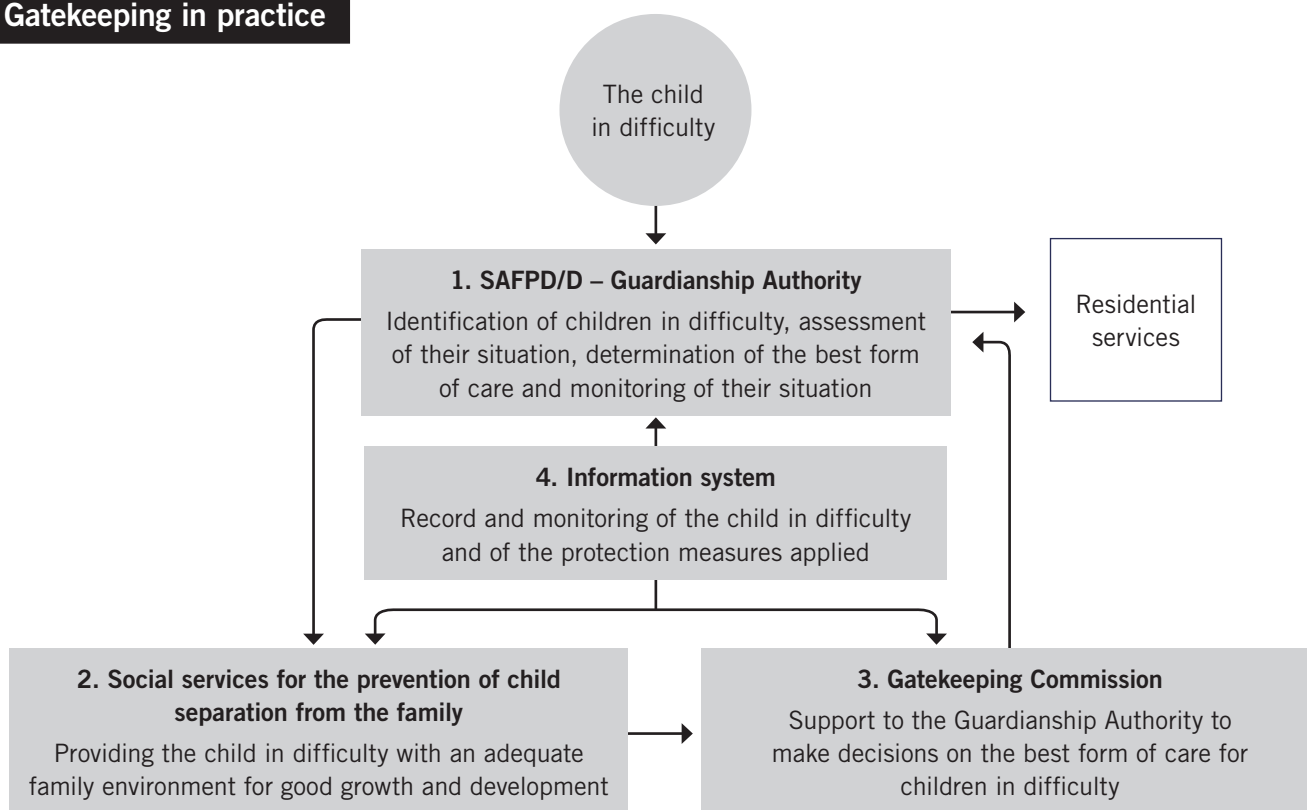 Gatekeeping in practice
The child
in difficulty
1. SAFPD/D – Guardianship Authority
Identification of children in difficulty, assessment
of their situation, determination of the best form
of care and monitoring of their situation
Residential
services
4. Information system
Record and monitoring of the child in difficulty
and of the protection measures applied
2. Social services for the prevention of child
separation from the family
Providing the child in difficulty with an adequate
family environment for good growth and development
3. Gatekeeping Commission
Support to the Guardianship Authority to
make decisions on the best form of care for
children in difficulty